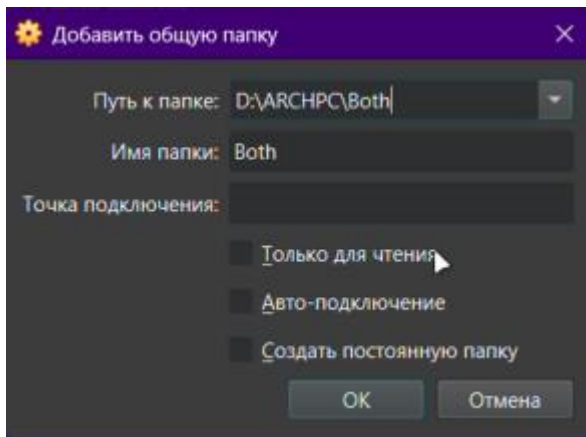 Добавить общую папку
Путь к папке: D:\ARCHPC\Both
Имя папки: Both
Точка подключения:
Только для чтения
Авто-подключение
Создать постоянную папку
OK Отмена